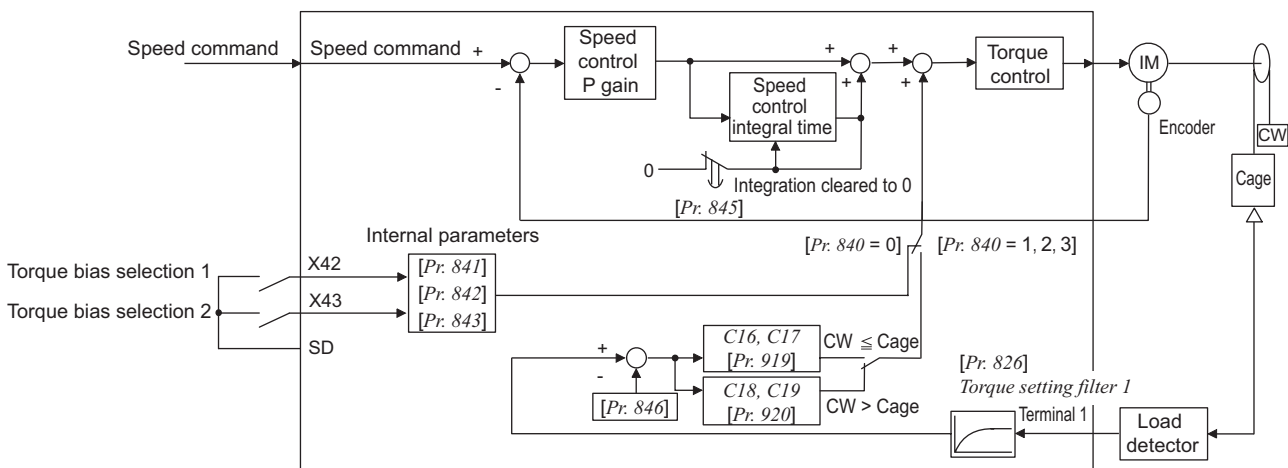 Speed command
Speed command
+
-
Speed
control
P gain
+
+
+
+
Torque
control
IM
Speed
control
integral time
Encoder
CW
Cage
0
Integration cleared to 0
[Pr. 845]
Internal parameters
[Pr. 840 = 0]
[Pr. 840 = 1, 2, 3]
Torque bias selection 1
X42
[Pr. 841]
[Pr. 842]
Torque bias selection 2
X43
[Pr. 843]
SD
+
-
[Pr. 846]
C16, C17
[Pr. 919]
CW ≦ Cage
C18, C19
[Pr. 920]
CW > Cage
[Pr. 826]
Torque setting filter 1
Terminal 1
Load
detector